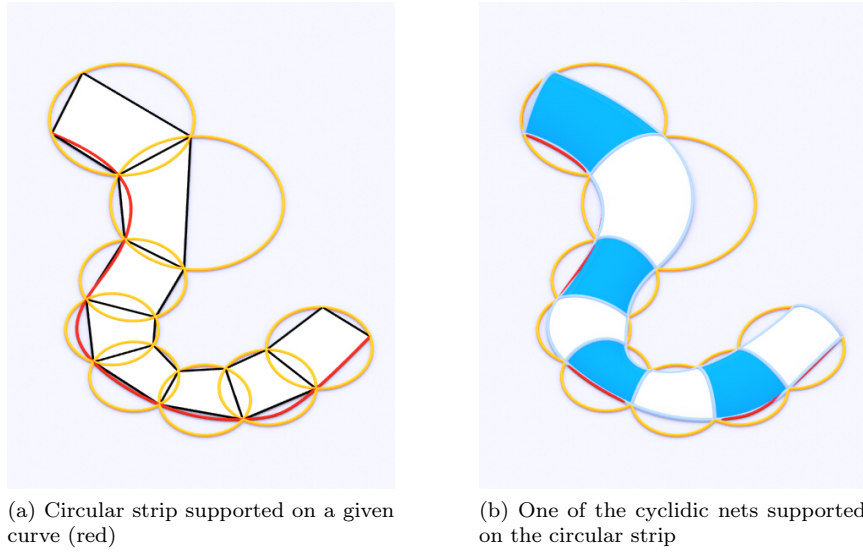 (a) Circular strip supported on a given
curve (red)
(b) One of the cyclidic nets supported
on the circular strip